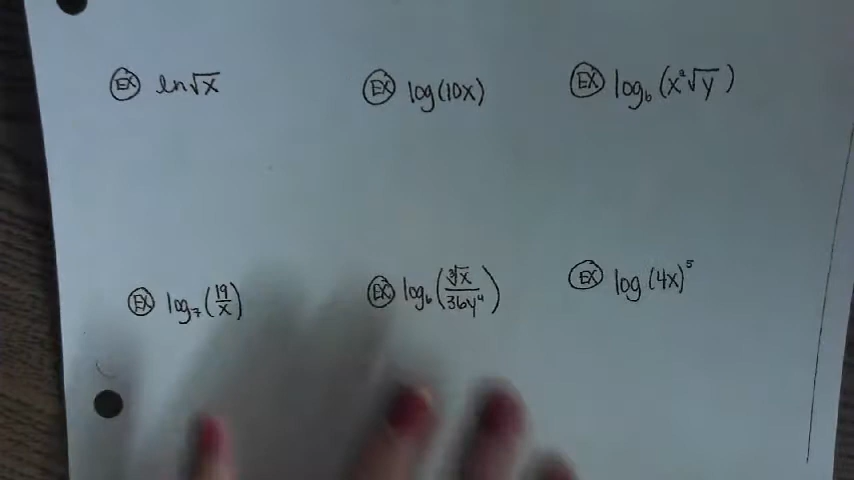 EX ln√x
EX log(10x)
EX log₆(x²√y)
EX log₇(19/x)
EX log₆(∛x/36y⁴)
EX log(4x)⁵